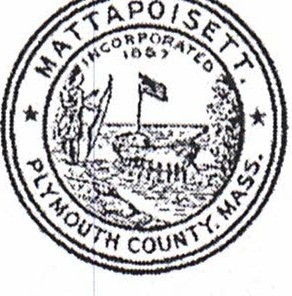 MATTAPOISETT.
INCORPORATED
1857
PLYMOUTH COUNTY, MASS.